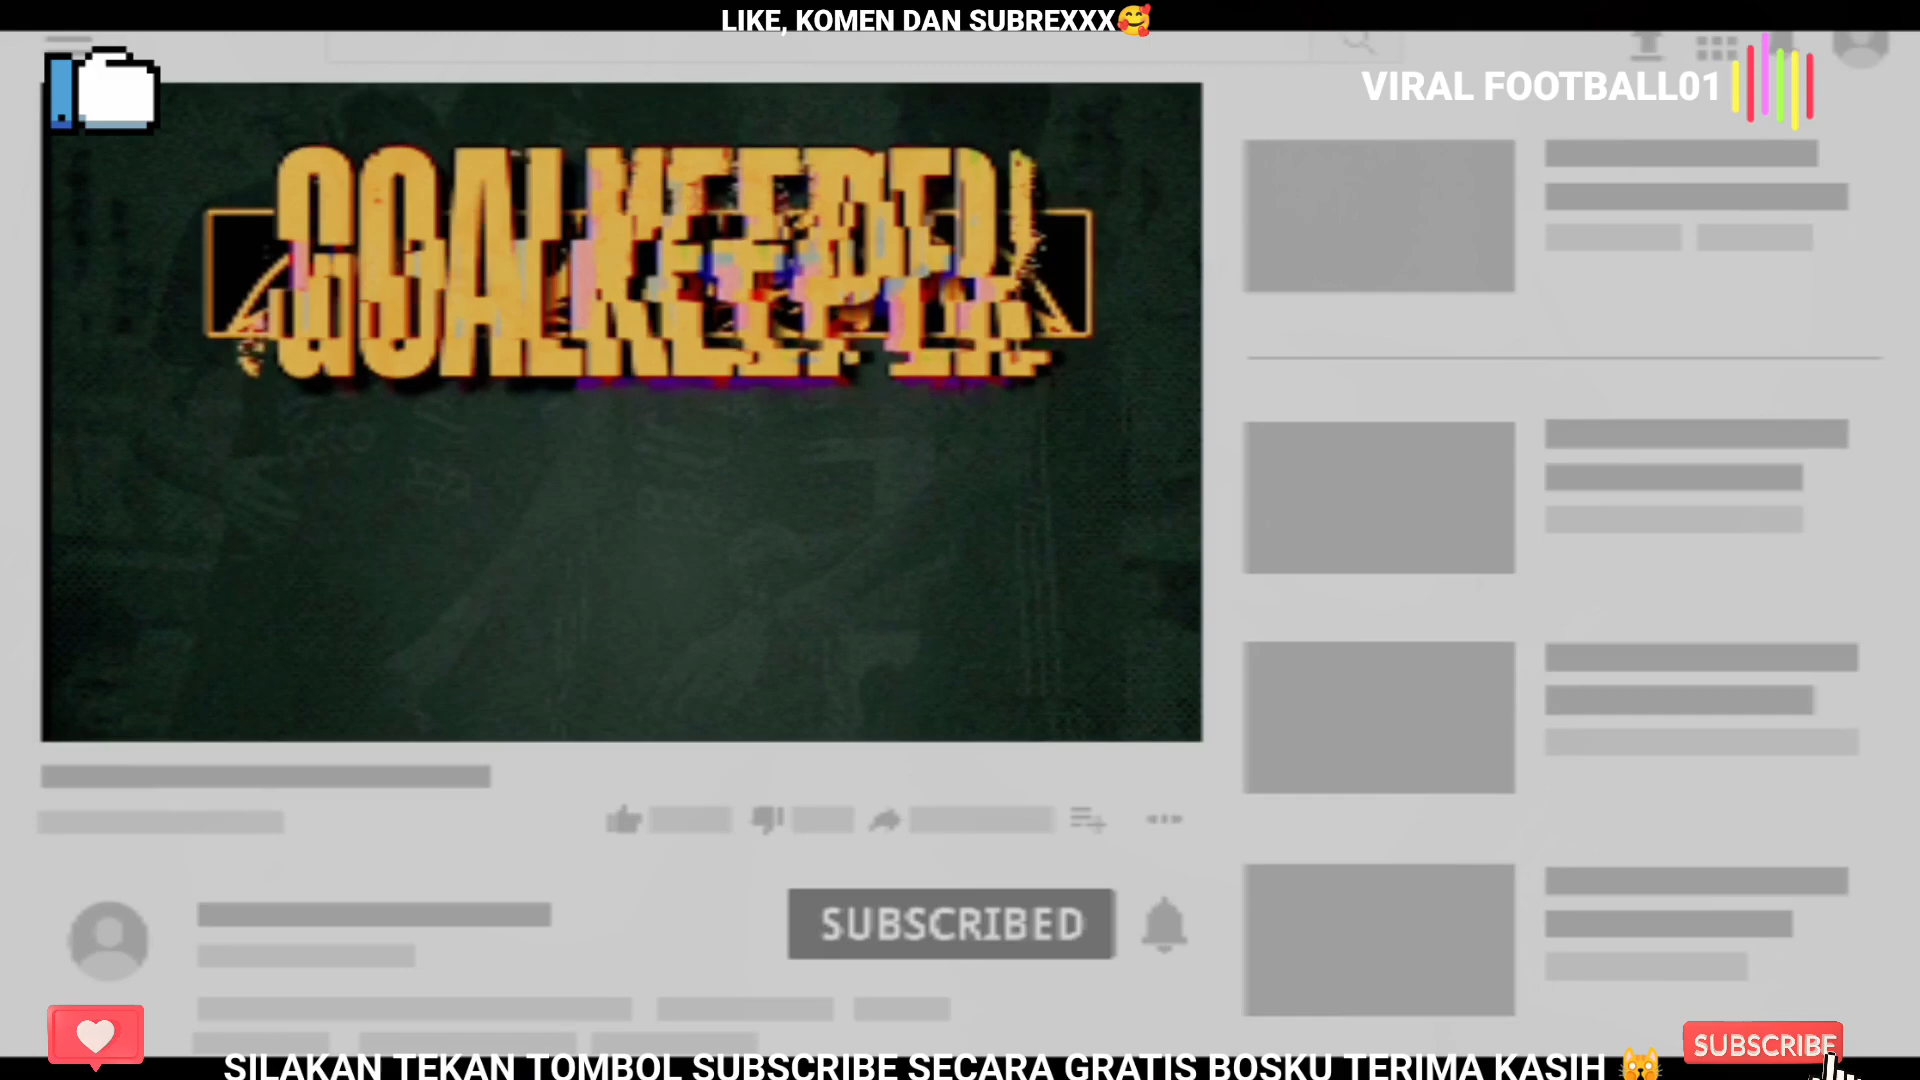 LIKE, KOMEN DAN SUBREXXX🥰
VIRAL FOOTBALL01
GOALKEEPER
SUBSCRIBED
SUBSCRIBE
SILAKAN TEKAN TOMBOL SUBSCRIBE SECARA GRATIS BOSKU TERIMA KASIH 🙀